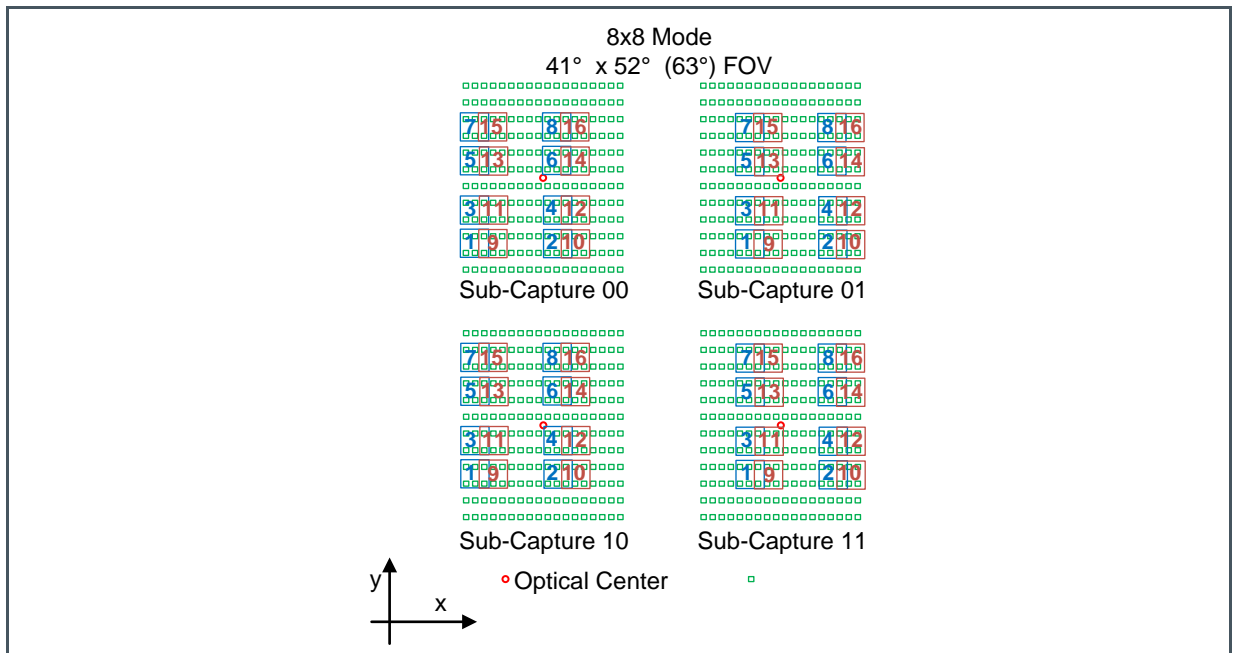 8x8 Mode
41° x 52° (63°) FOV
7 15 8 16
5 13 6 14
3 11 4 12
1 9 2 10
Sub-Capture 00
7 15 8 16
5 13 6 14
3 11 4 12
1 9 2 10
Sub-Capture 01
7 15 8 16
5 13 6 14
3 11 4 12
1 9 2 10
Sub-Capture 10
7 15 8 16
5 13 6 14
3 11 4 12
1 9 2 10
Sub-Capture 11
y
x
Optical Center